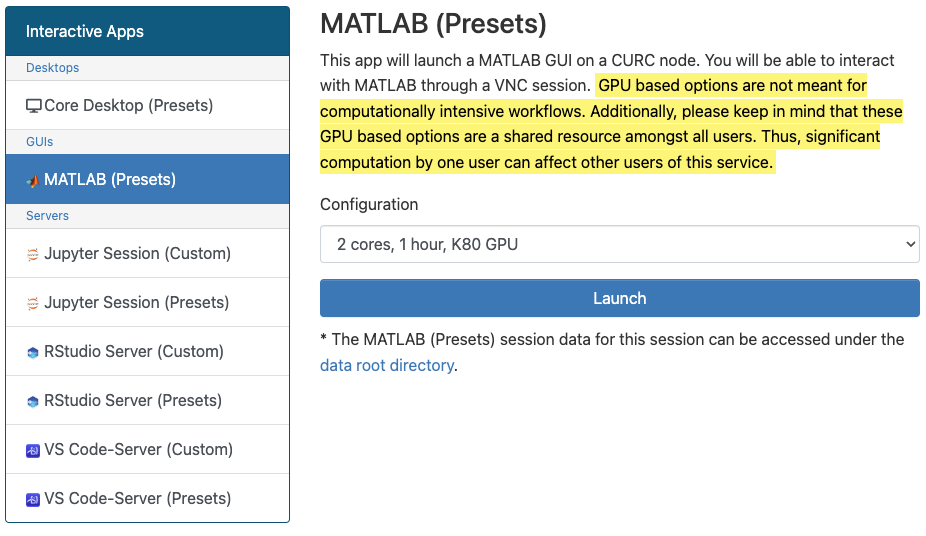 Interactive Apps
Desktops
Core Desktop (Presets)
GUIs
MATLAB (Presets)
Servers
Jupyter Session (Custom)
Jupyter Session (Presets)
RStudio Server (Custom)
RStudio Server (Presets)
VS Code-Server (Custom)
VS Code-Server (Presets)
MATLAB (Presets)
This app will launch a MATLAB GUI on a CURC node. You will be able to interact
with MATLAB through a VNC session. GPU based options are not meant for
computationally intensive workflows. Additionally, please keep in mind that these
GPU based options are a shared resource amongst all users. Thus, significant
computation by one user can affect other users of this service.
Configuration
2 cores, 1 hour, K80 GPU
Launch
* The MATLAB (Presets) session data for this session can be accessed under the
data root directory.